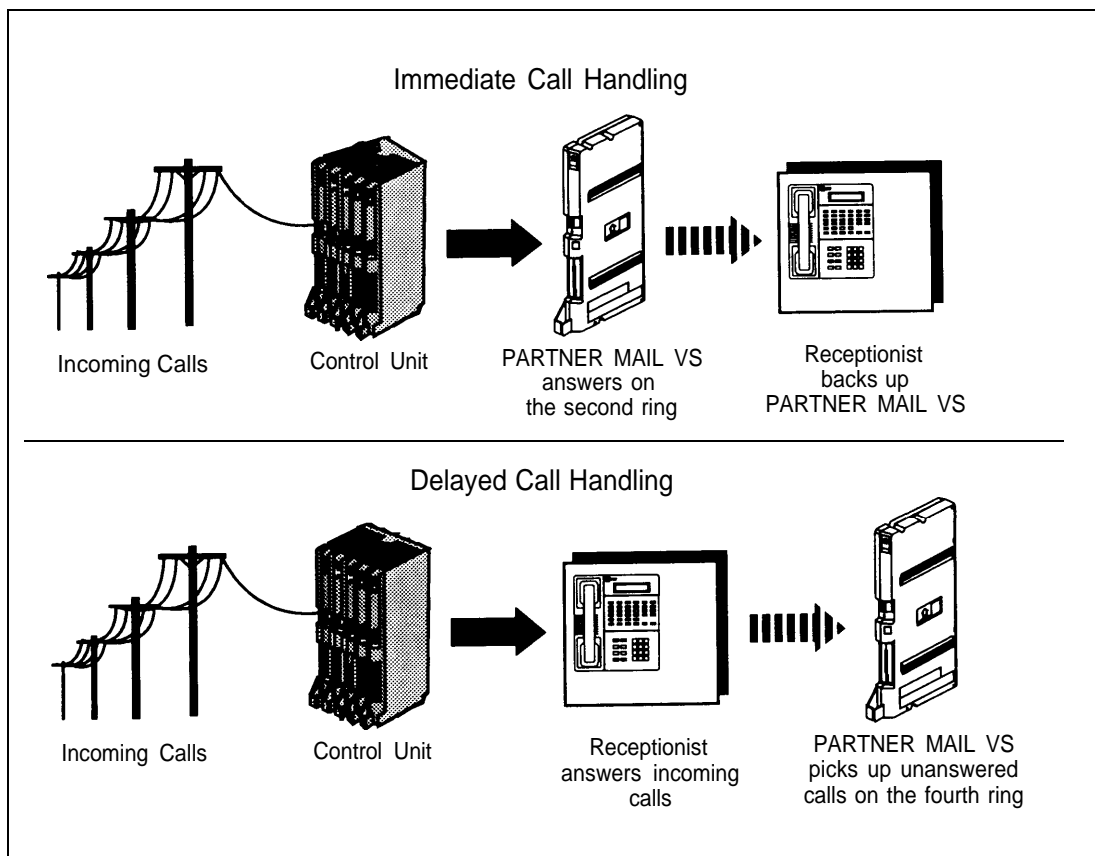 Immediate Call Handling
Incoming Calls
Control Unit
PARTNER MAIL VS
answers on
the second ring
Receptionist
backs up
PARTNER MAIL VS
Delayed Call Handling
Incoming Calls
Control Unit
Receptionist
answers incoming
calls
PARTNER MAIL VS
picks up unanswered
calls on the fourth ring